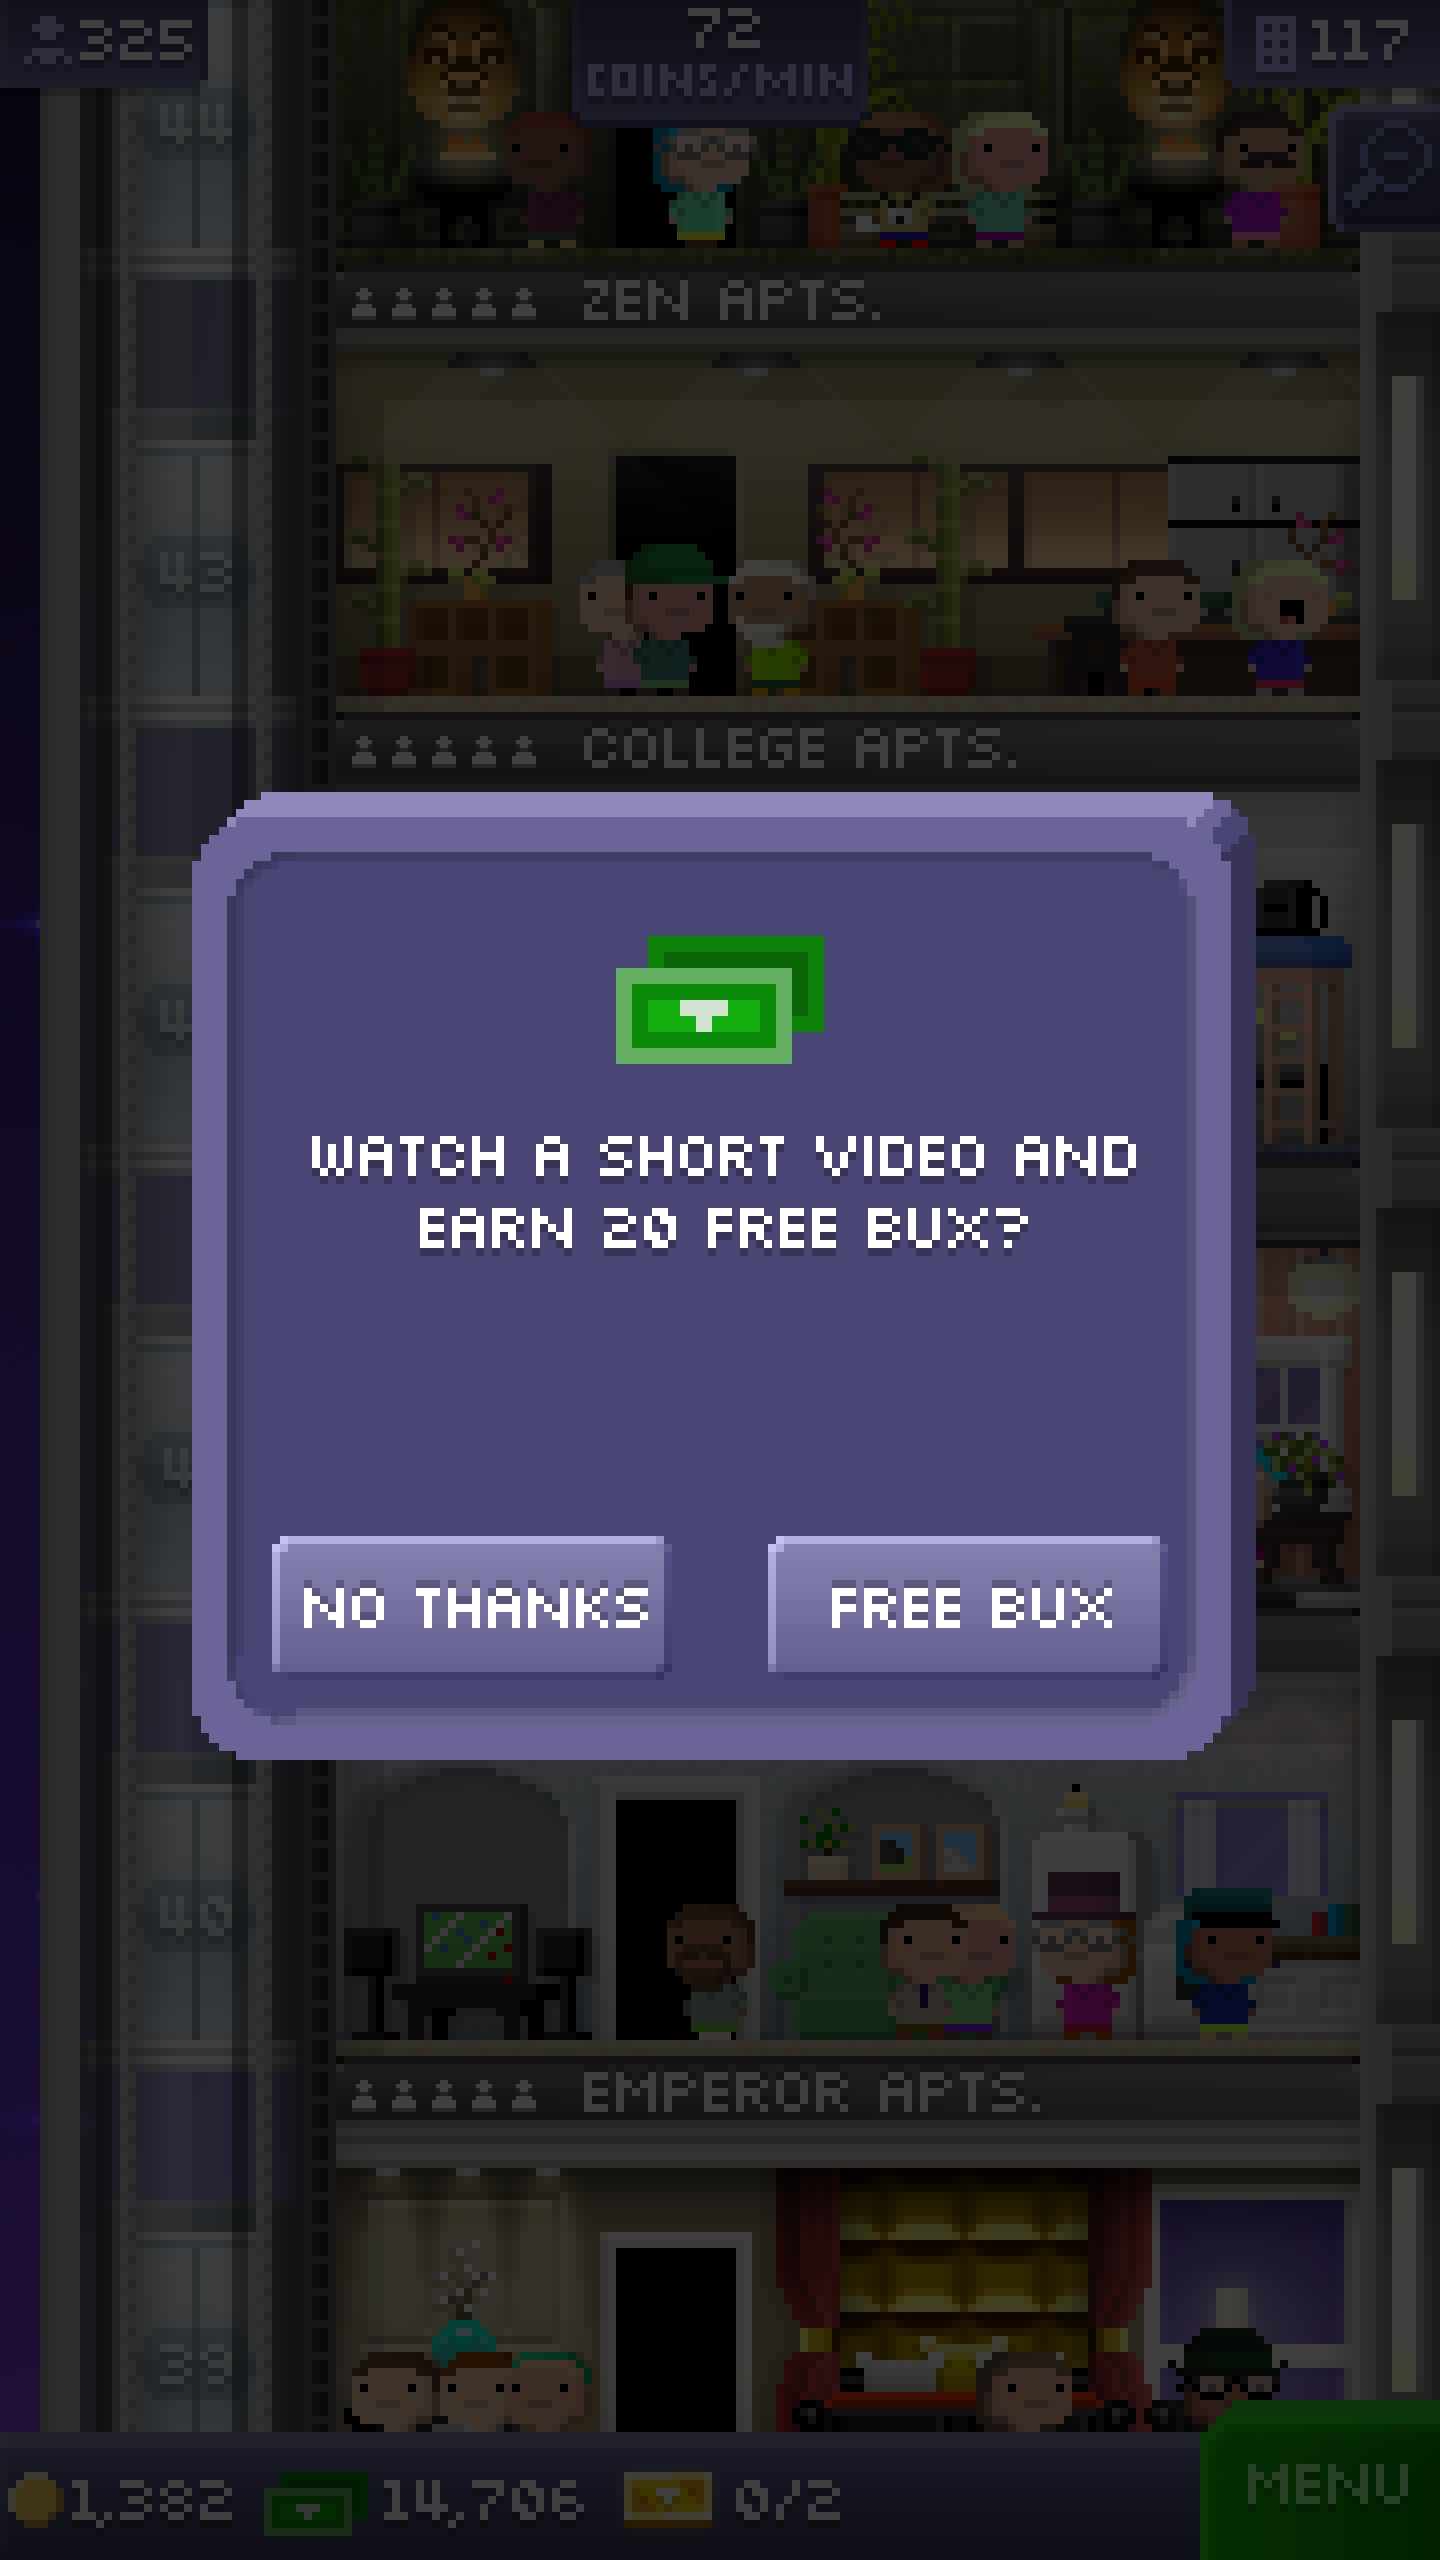 325
72
COINS/MIN
117
44
ZEN APTS.
43
COLLEGE APTS.
WATCH A SHORT VIDEO AND
EARN 20 FREE BUX?
NO THANKS
FREE BUX
40
EMPEROR APTS.
39
1,382
14,706
0/2
MENU